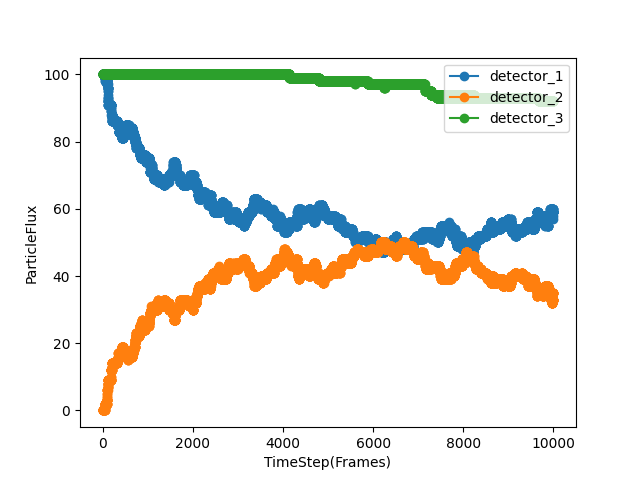 100
80
60
40
20
0
ParticleFlux
0 2000 4000 6000 8000 10000
TimeStep(Frames)
detector_1
detector_2
detector_3